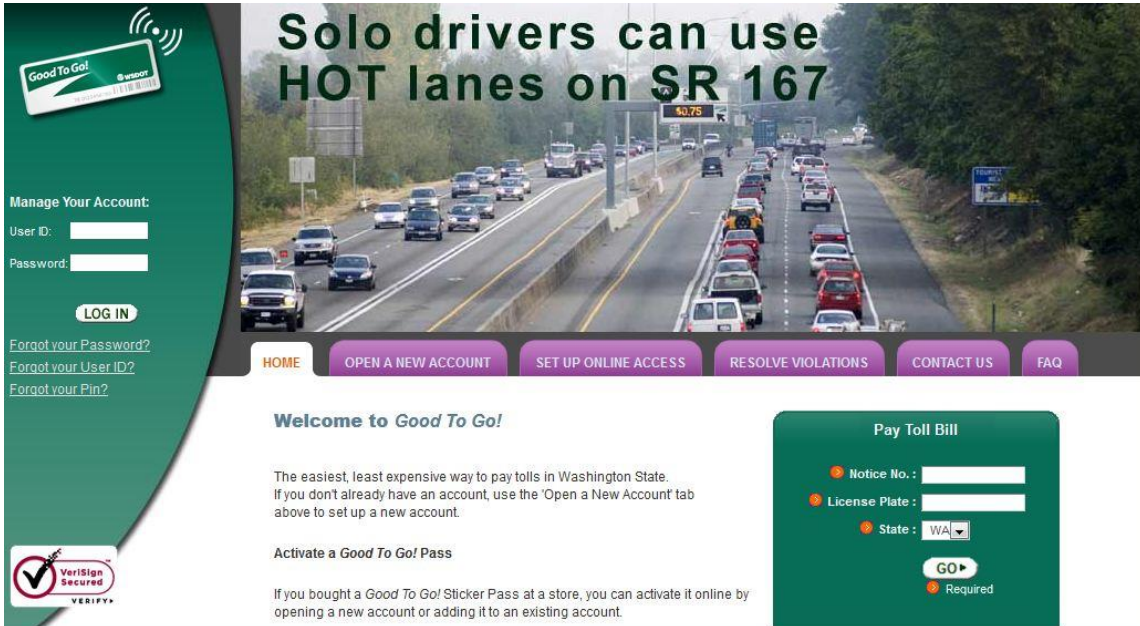 Good To Go!
WSDOT
Solo drivers can use
HOT lanes on SR 167
$0.75
TOURIST
Manage Your Account:
User ID:
Password:
LOG IN
Forgot your Password?
Forgot your User ID?
Forgot your Pin?
HOME
OPEN A NEW ACCOUNT
SET UP ONLINE ACCESS
RESOLVE VIOLATIONS
CONTACT US
FAQ
Welcome to Good To Go!
The easiest, least expensive way to pay tolls in Washington State.
If you don't already have an account, use the 'Open a New Account' tab
above to set up a new account.
Activate a Good To Go! Pass
If you bought a Good To Go! Sticker Pass at a store, you can activate it online by
opening a new account or adding it to an existing account.
Pay Toll Bill
Notice No. :
License Plate :
State : WA
GO
Required
VeriSign
Secured
VERIFY